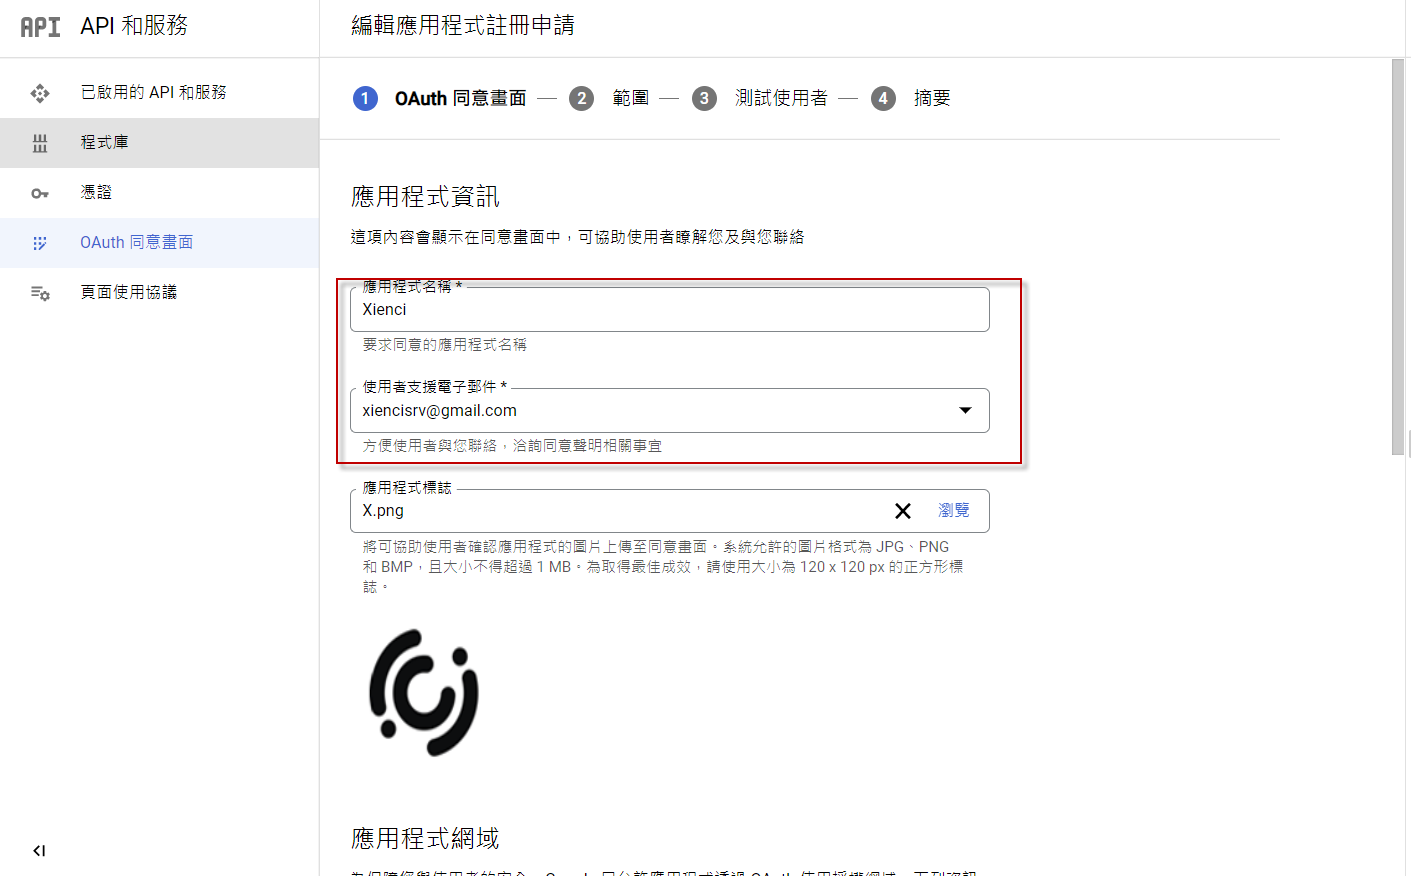 API API 和服務
已啟用的 API 和服務
程式庫
憑證
OAuth 同意畫面
頁面使用協議
編輯應用程式註冊申請
1 OAuth 同意畫面 — 2 範圍 — 3 測試使用者 — 4 摘要
應用程式資訊
這項內容會顯示在同意畫面中，可協助使用者瞭解您及與您聯絡
應用程式名稱 *
Xienci
要求同意的應用程式名稱
使用者支援電子郵件 *
xiencisrv@gmail.com
方便使用者與您聯絡，洽詢同意聲明相關事宜
應用程式標誌
X.png 瀏覽
將可協助使用者確認應用程式的圖片上傳至同意畫面。系統允許的圖片格式為 JPG、PNG
和 BMP，且大小不得超過 1 MB。為取得最佳成效，請使用大小為 120 x 120 px 的正方形標
誌。
應用程式網域